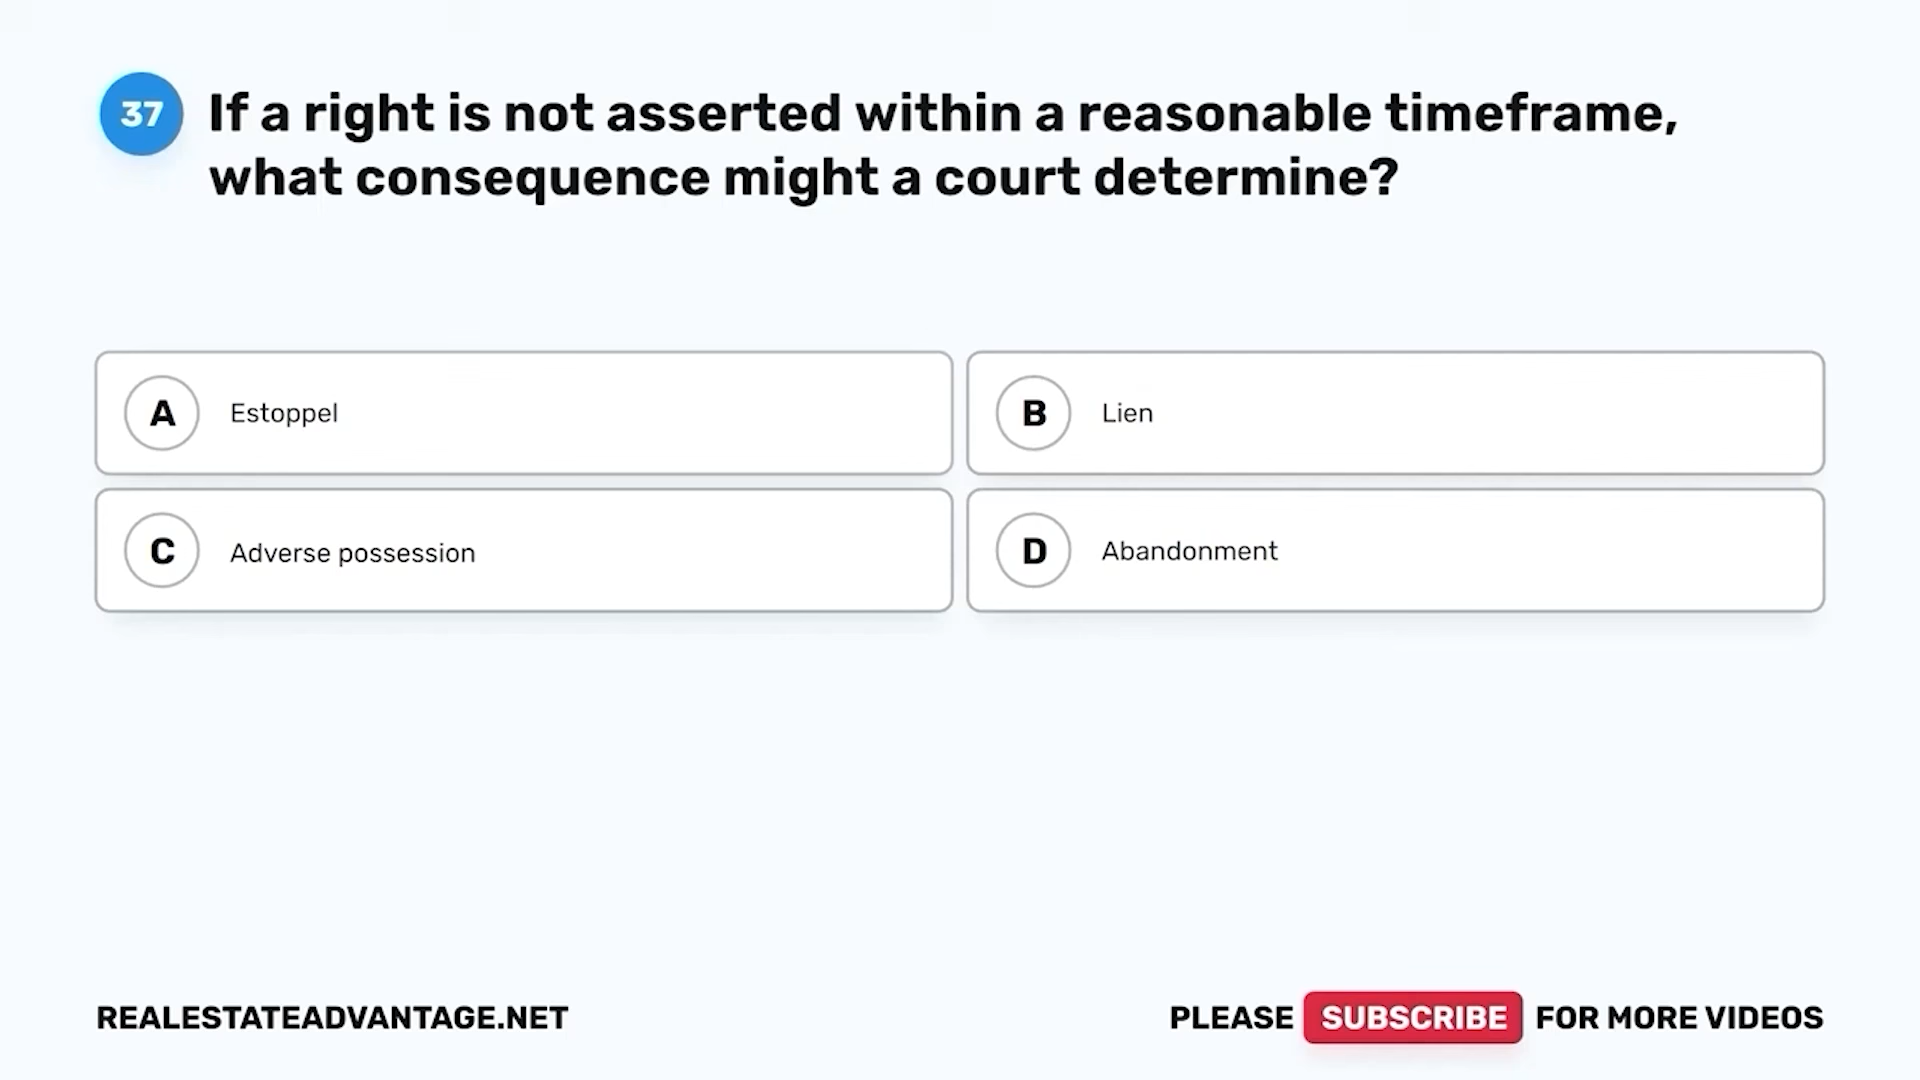 37
If a right is not asserted within a reasonable timeframe,
what consequence might a court determine?
A Estoppel
B Lien
C Adverse possession
D Abandonment
REALESTATEADVANTAGE.NET
PLEASE SUBSCRIBE FOR MORE VIDEOS